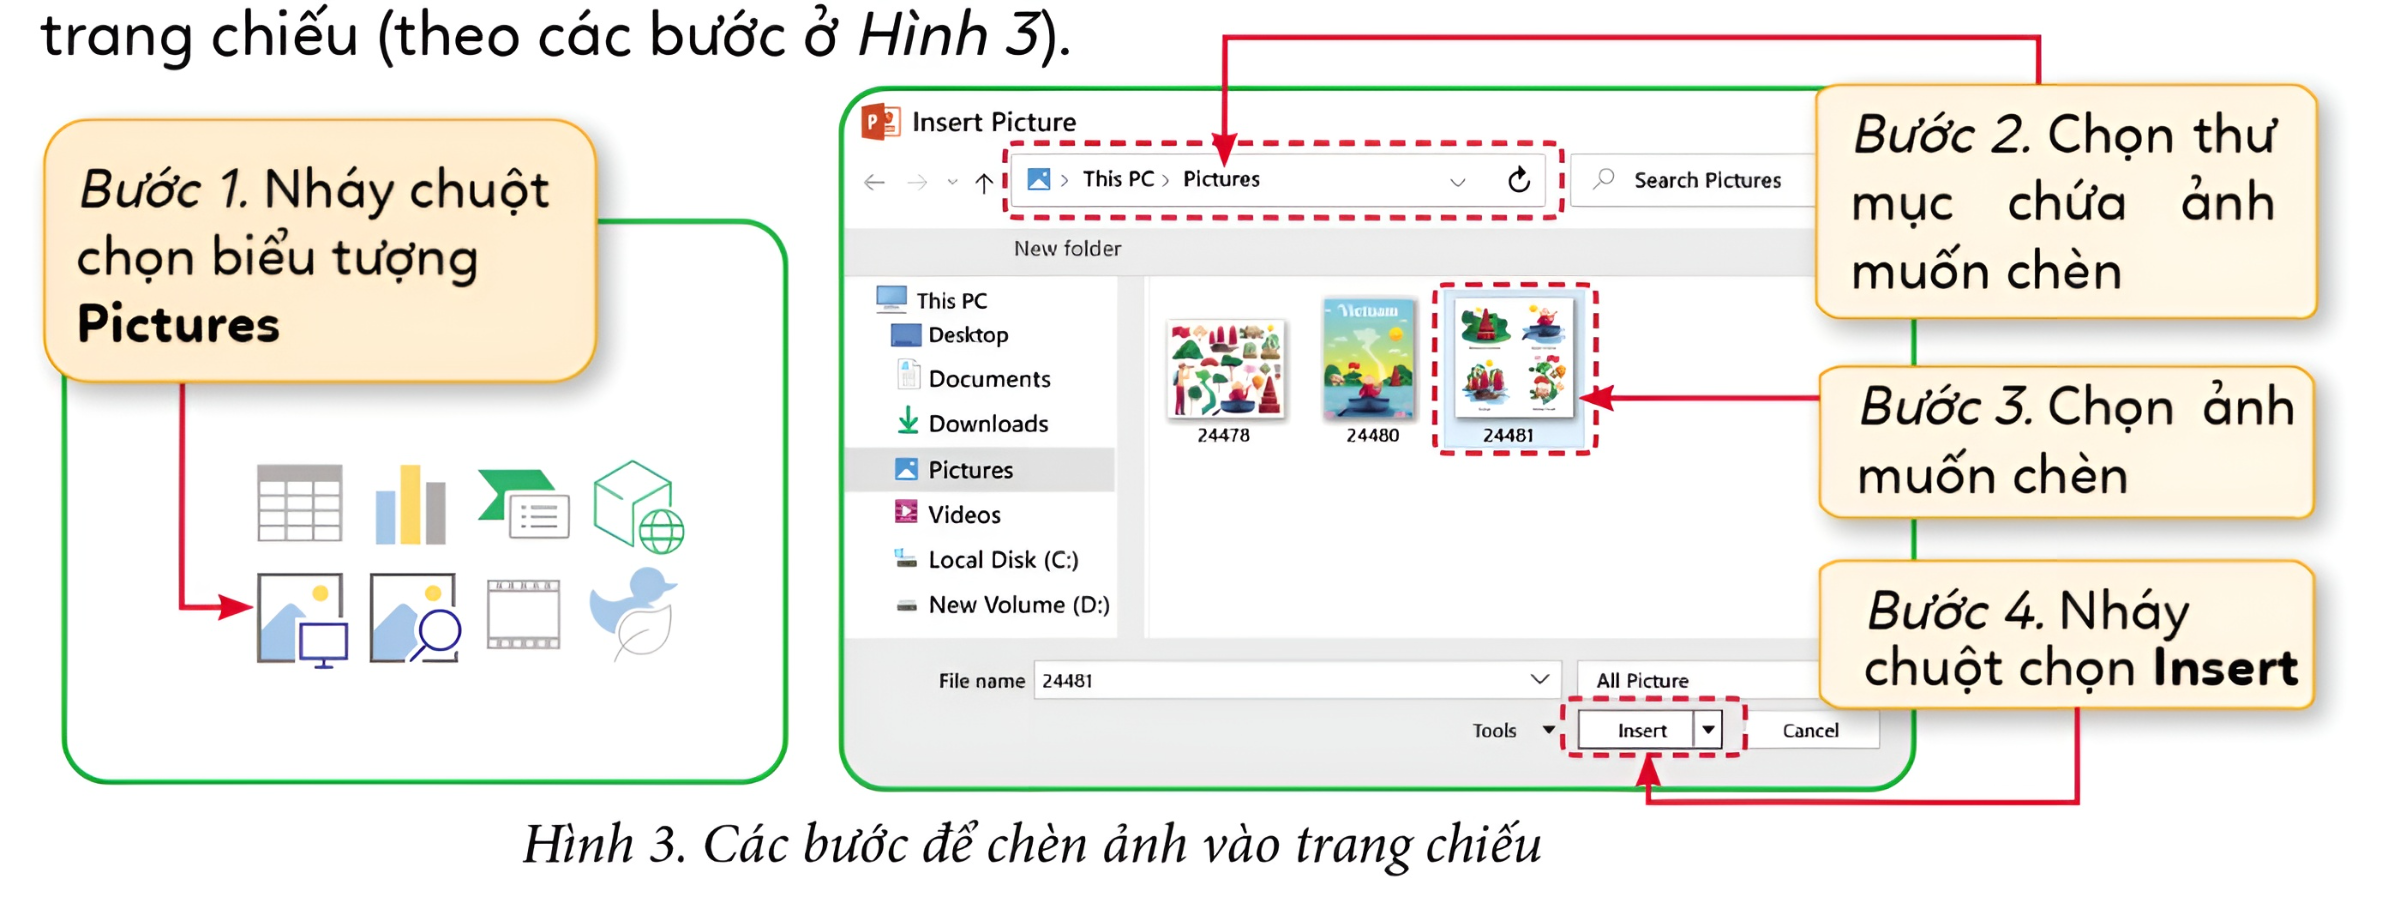 trang chiếu (theo các bước ở Hình 3).
Bước 1. Nháy chuột
chọn biểu tượng
Pictures
Insert Picture
This PC > Pictures
Search Pictures
New folder
This PC
Desktop
Documents
Downloads
Pictures
Videos
Local Disk (C:)
New Volume (D:)
Vietnam
24478
24480
24481
File name
24481
All Picture
Tools
Insert
Cancel
Bước 2. Chọn thư
mục chứa ảnh
muốn chèn
Bước 3. Chọn ảnh
muốn chèn
Bước 4. Nháy
chuột chọn Insert
Hình 3. Các bước để chèn ảnh vào trang chiếu